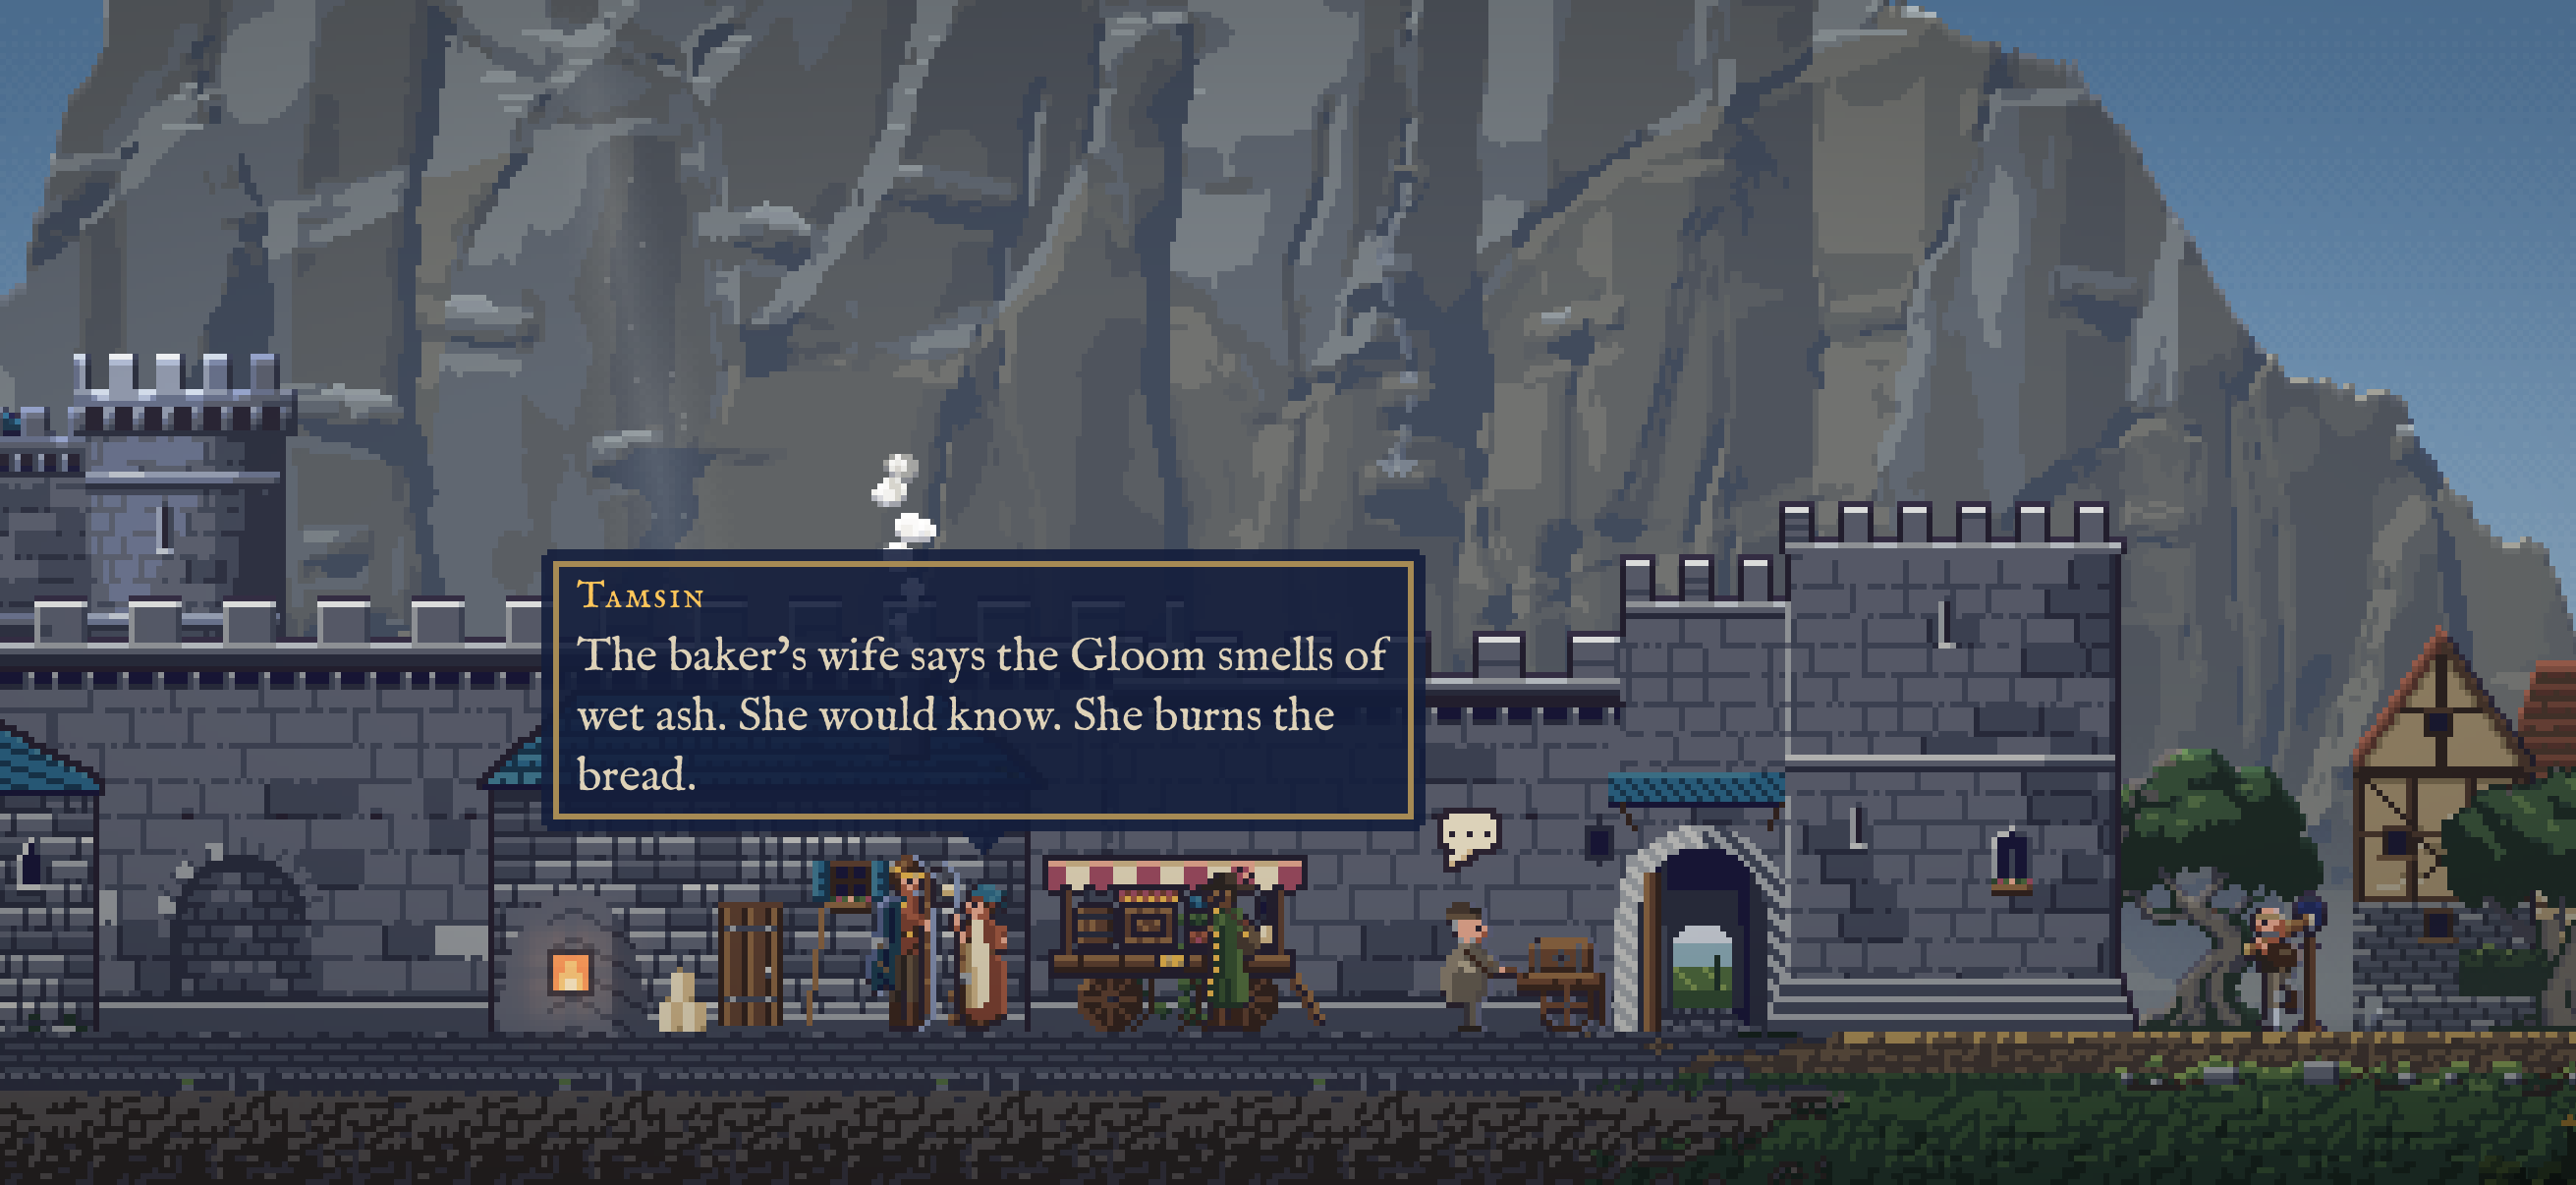 Tamsin
The baker’s wife says the Gloom smells of
wet ash. She would know. She burns the
bread.